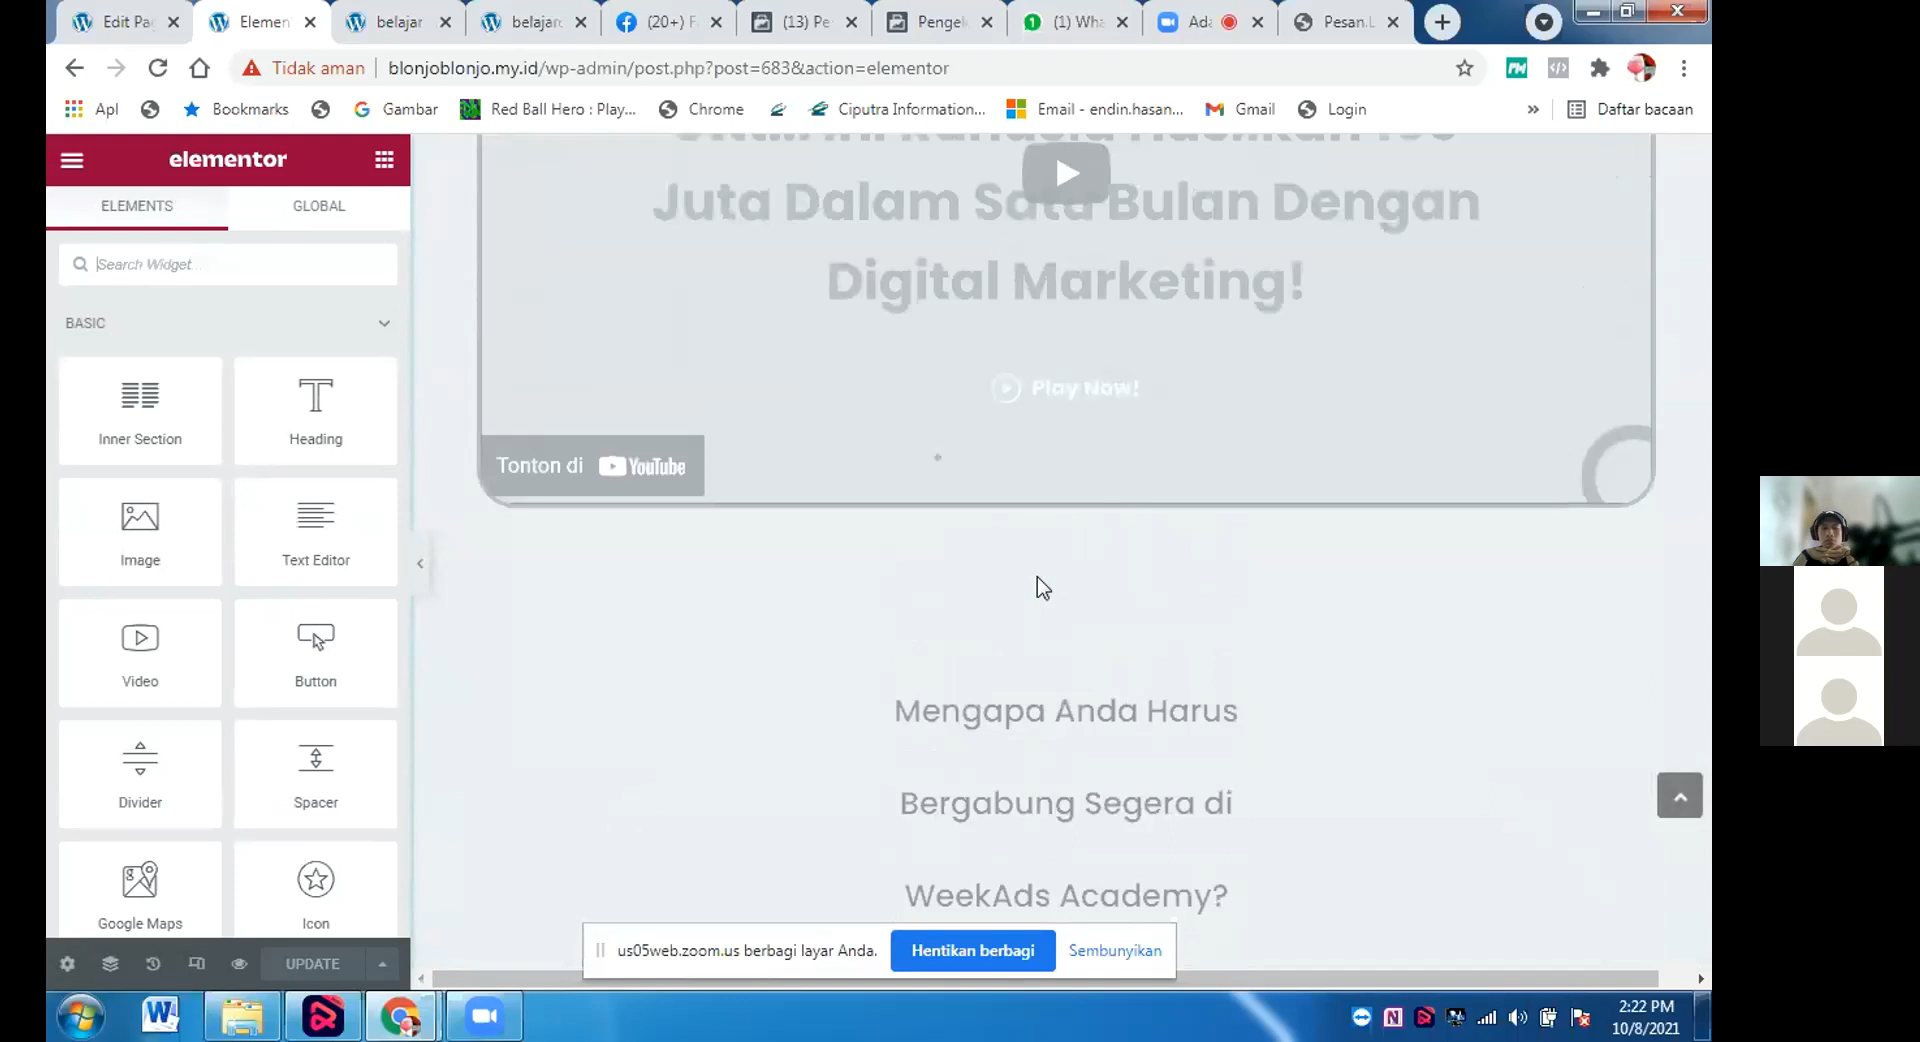 Edit Pa
Elemen
belajar
belajar
(20+) F
(13) Pe
Pengel
(1) Wha
Ada
Pesan.
Tidak aman
blonjoblonjo.my.id/wp-admin/post.php?post=683&action=elementor
Apl
Bookmarks
Gambar
Red Ball Hero : Play...
Chrome
Ciputra Information...
Email - endin.hasan...
Gmail
Login
»
Daftar bacaan
elementor
ELEMENTS
GLOBAL
Search Widget...
BASIC
Inner Section
Heading
Image
Text Editor
Video
Button
Divider
Spacer
Google Maps
Icon
UPDATE
Juta Dalam Satu Bulan Dengan
Digital Marketing!
Play Now!
Tonton di YouTube
Mengapa Anda Harus
Bergabung Segera di
WeekAds Academy?
us05web.zoom.us berbagi layar Anda.
Hentikan berbagi
Sembunyikan
2:22 PM
10/8/2021